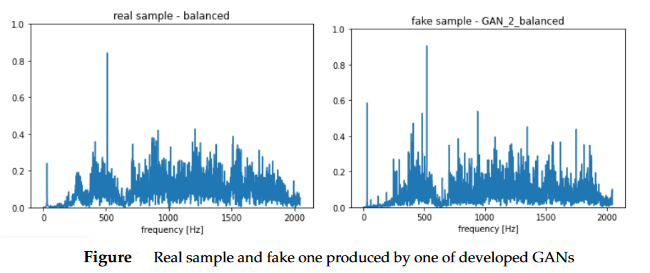 real sample - balanced
1.0
0.8
0.6
0.4
0.2
0.0
0 500 1000 1500 2000
frequency [Hz]
fake sample - GAN_2_balanced
1.0
0.8
0.6
0.4
0.2
0.0
0 500 1000 1500 2000
frequency [Hz]
Figure Real sample and fake one produced by one of developed GANs